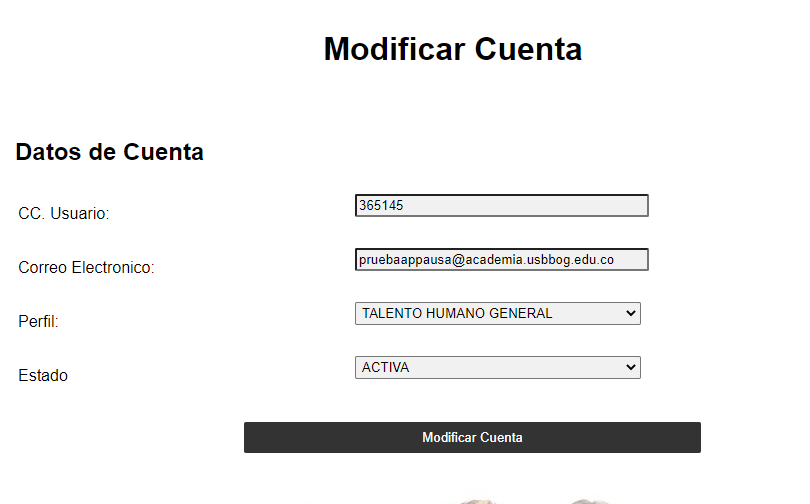 Modificar Cuenta
Datos de Cuenta
CC. Usuario: 365145
Correo Electronico: pruebaappausa@academia.usbbog.edu.co
Perfil: TALENTO HUMANO GENERAL
Estado ACTIVA
Modificar Cuenta